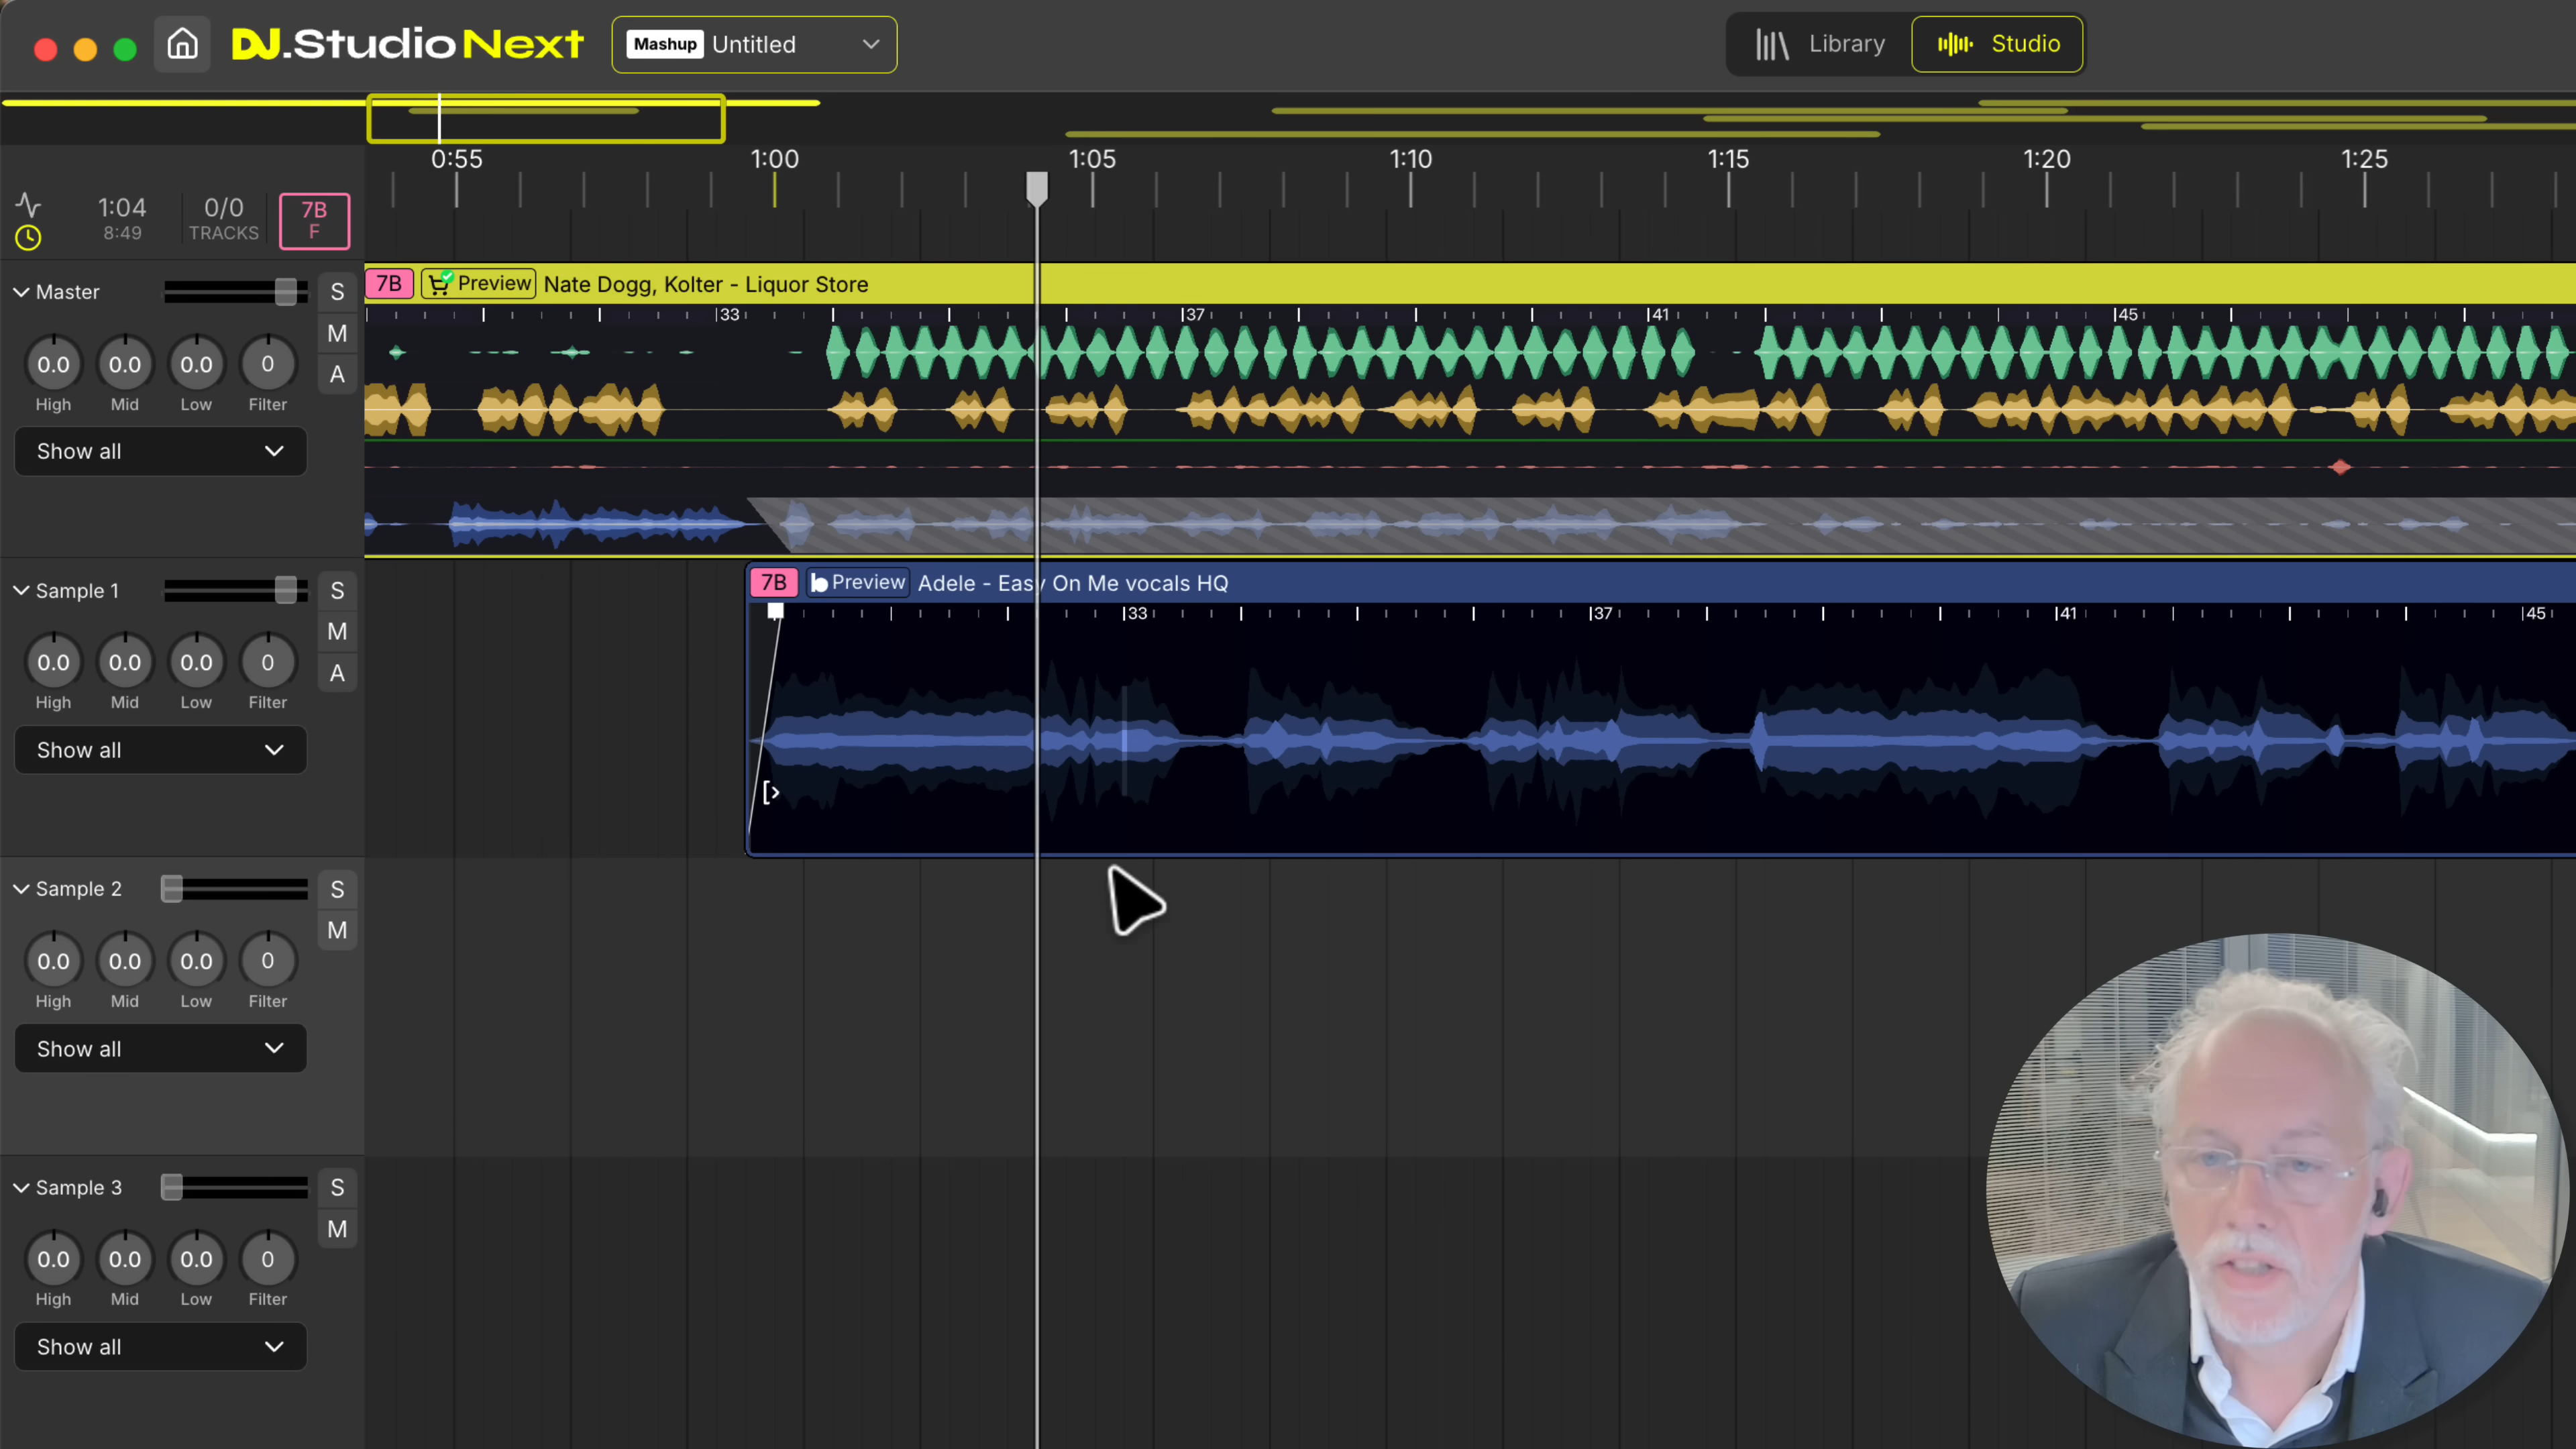 DJ.Studio Next
Mashup Untitled
Library
Studio
0:55 1:00 1:05 1:10 1:15 1:20 1:25
1:04
8:49
0/0
TRACKS
7B
F
Master
S
M
A
0.0 0.0 0.0 0
High Mid Low Filter
Show all
7B Preview Nate Dogg, Kolter - Liquor Store
33 37 41 45
Sample 1
S
M
A
0.0 0.0 0.0 0
High Mid Low Filter
Show all
7B Preview Adele - Easy On Me vocals HQ
33 37 41 45
Sample 2
S
M
0.0 0.0 0.0 0
High Mid Low Filter
Show all
Sample 3
S
M
0.0 0.0 0.0 0
High Mid Low Filter
Show all